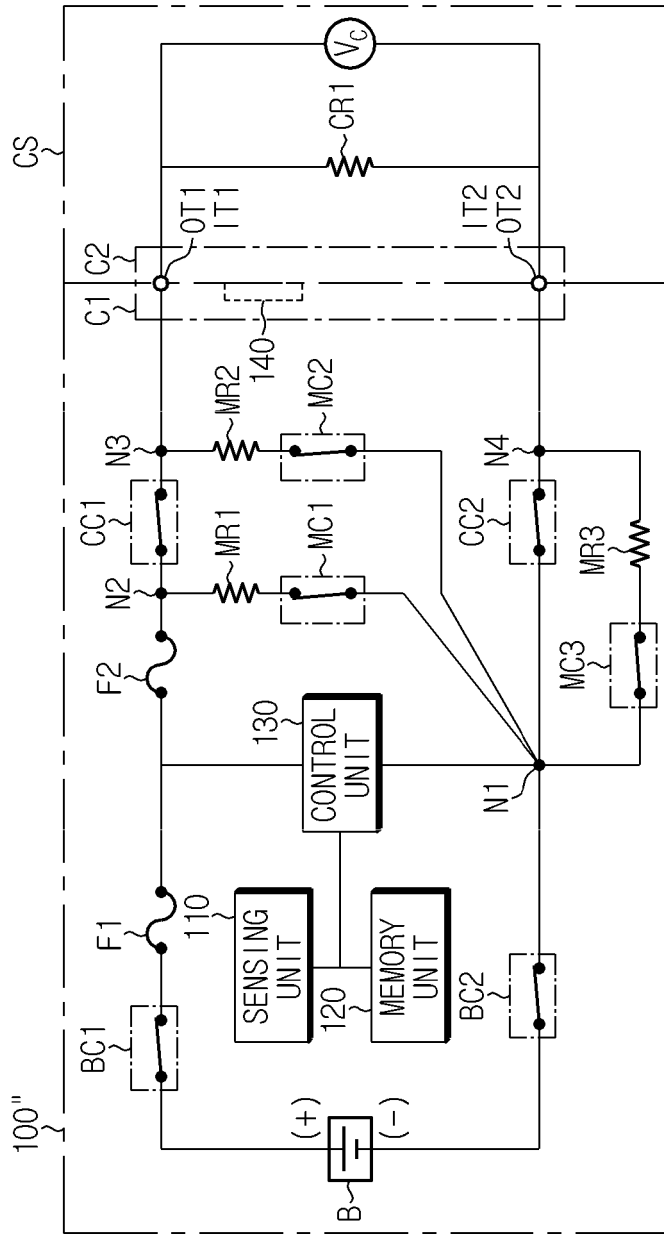 100"
CS
BC1
F1
F2
N2
CC1
N3
C1
C2
OT1
IT1
(+)
(-)
B
SENSING
UNIT
110
MEMORY
UNIT
120
CONTROL
UNIT
130
MR1
MC1
MR2
MC2
140
CR1
VC
BC2
N1
CC2
N4
IT2
OT2
MC3
MR3